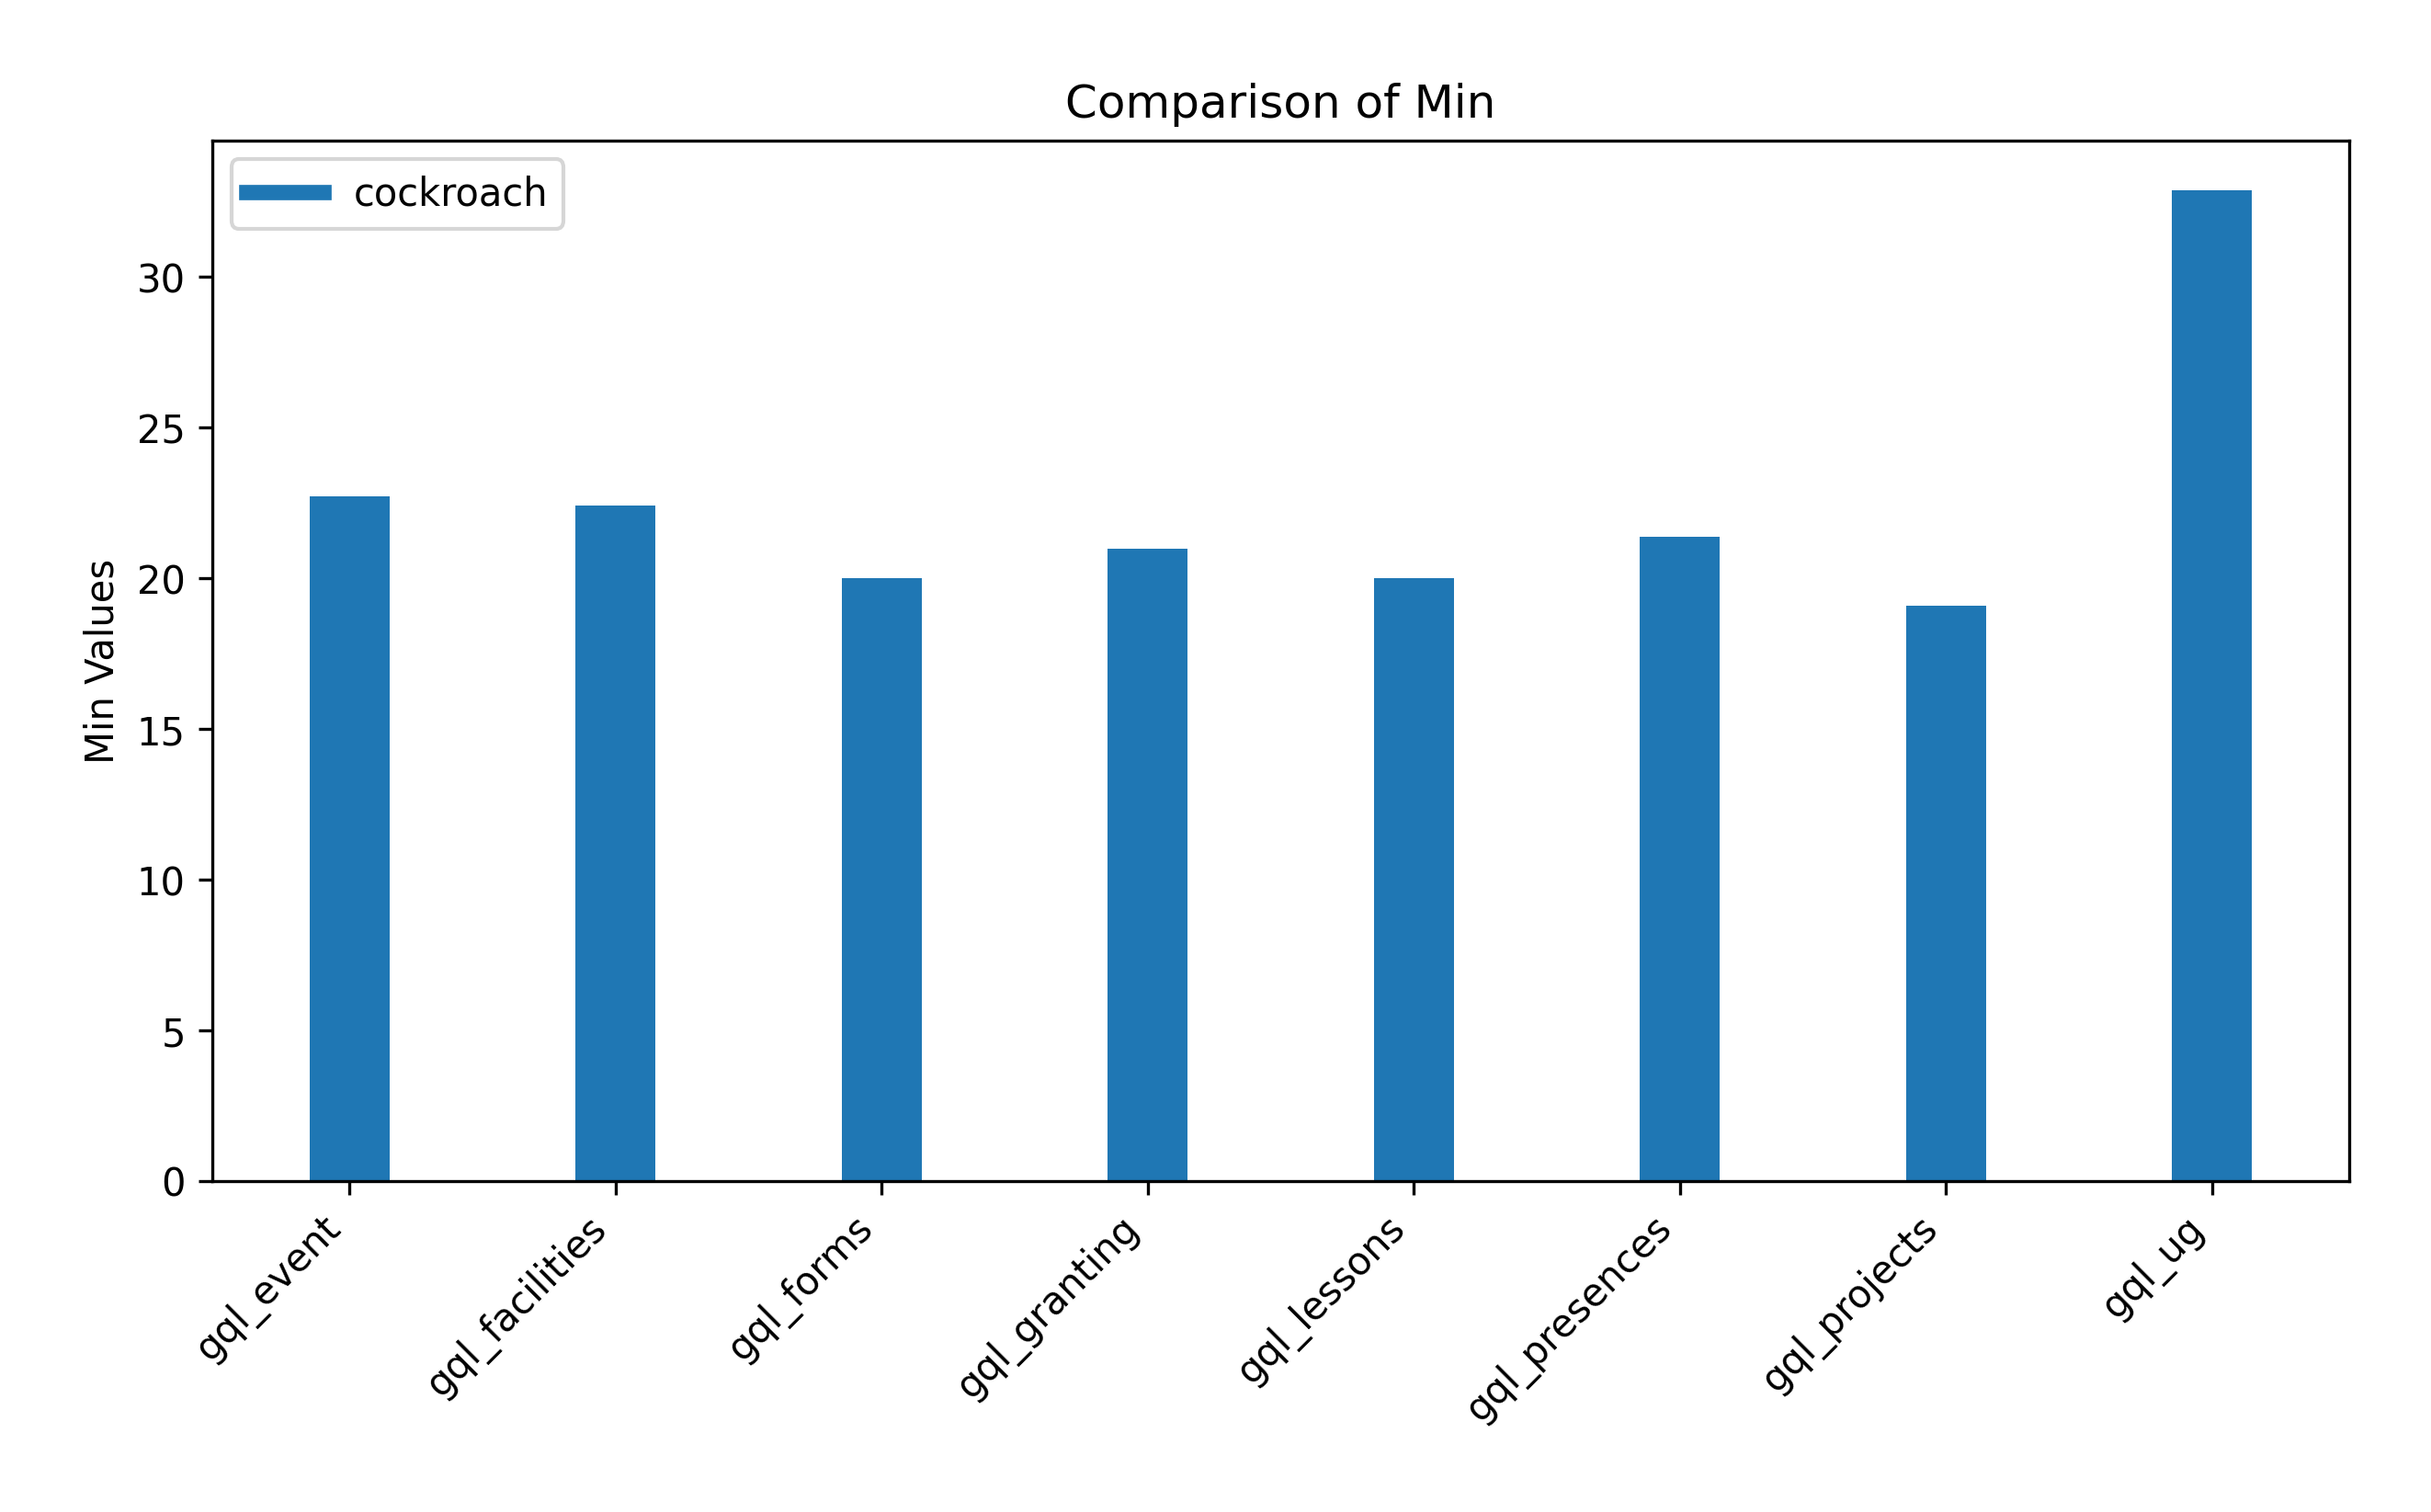 Comparison of Min
cockroach
Min Values
30
25
20
15
10
5
0
gql_event
gql_facilities
gql_forms
gql_granting
gql_lessons
gql_presences
gql_projects
gql_ug